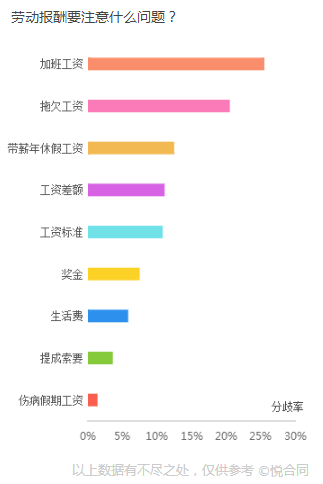 劳动报酬要注意什么问题？
加班工资
拖欠工资
带薪年休假工资
工资差额
工资标准
奖金
生活费
提成索要
伤病假期工资
分歧率
0% 5% 10% 15% 20% 25% 30%
以上数据有不尽之处，仅供参考 ©悦合同